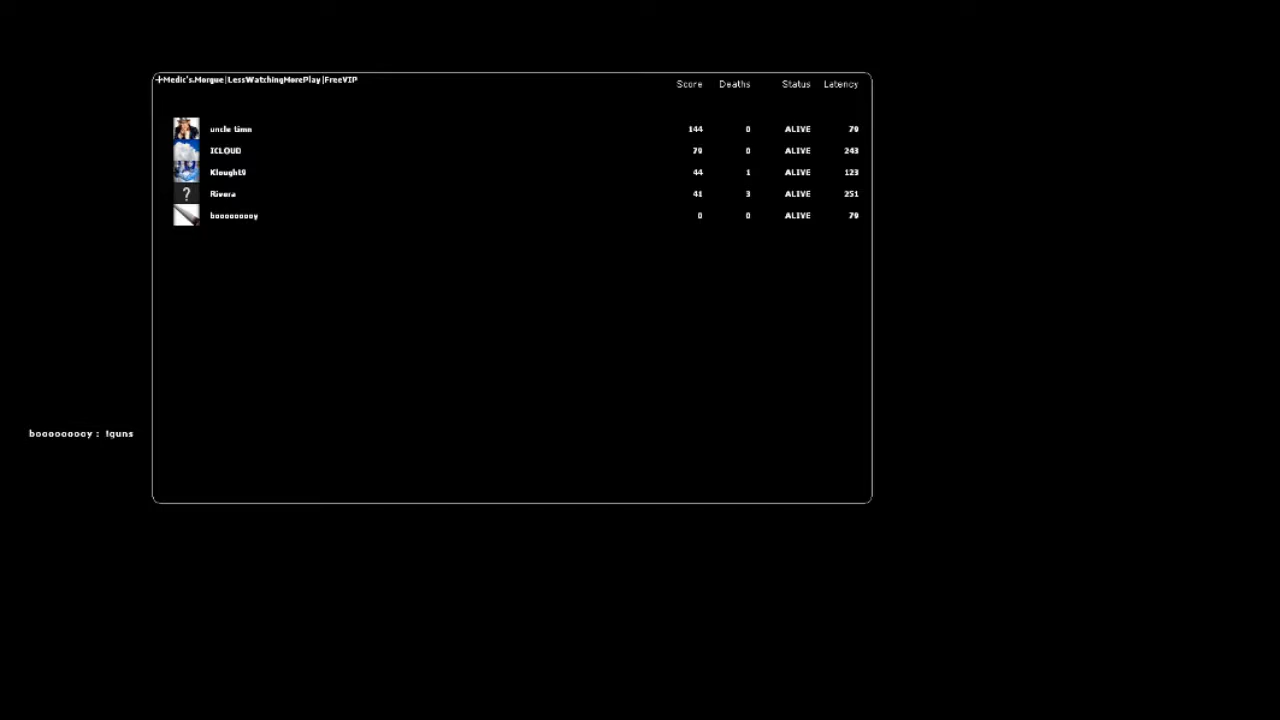 +Medic's.Morgue|LessWatchingMorePlay|FreeVIP
Score Deaths Status Latency
uncle Limn 144 0 ALIVE 79
ICLOUD 79 0 ALIVE 243
Klought9 44 1 ALIVE 123
? Rivera 41 3 ALIVE 251
booooooooy 0 0 ALIVE 79
booooooooy : !guns